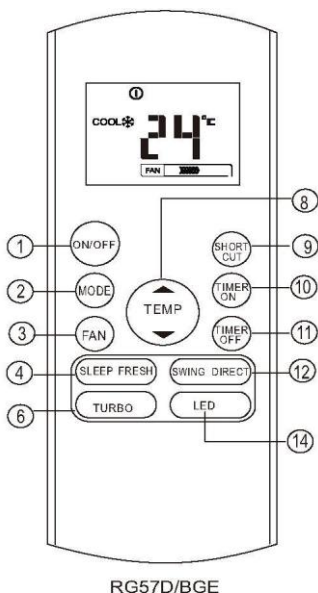 COOL
24°C
FAN
8
1
ON/OFF
SHORT
CUT
9
2
MODE
TEMP
TIMER
ON
10
3
FAN
TIMER
OFF
11
4
SLEEP FRESH
SWING DIRECT
12
6
TURBO
LED
14
RG57D/BGE